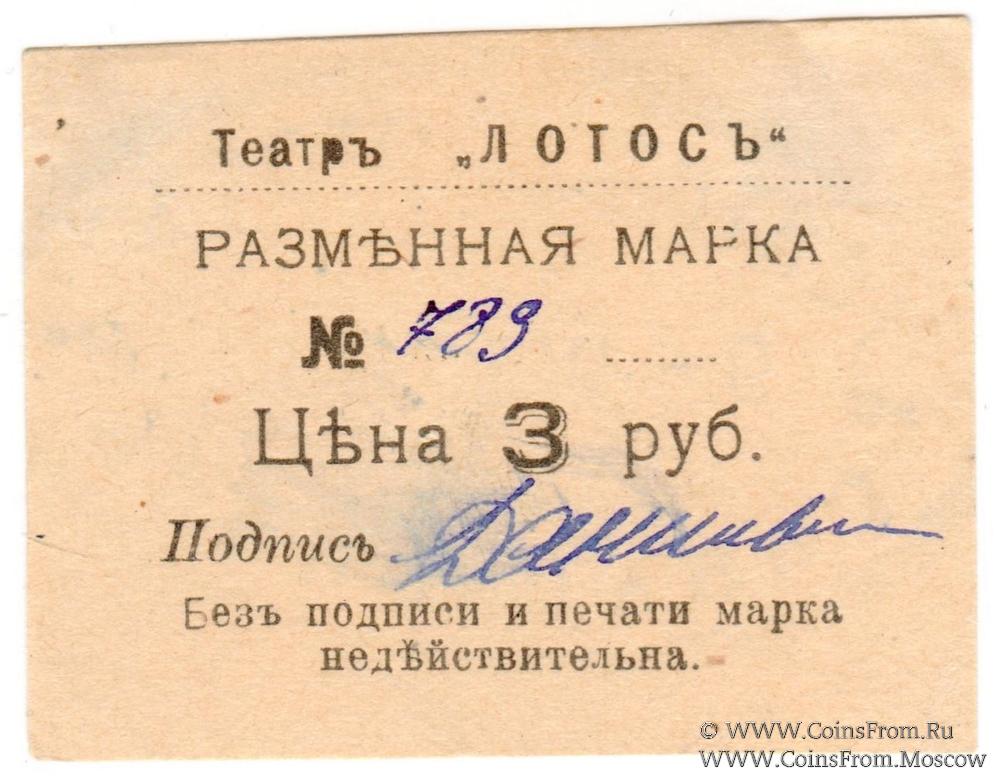 Театръ „ЛОТОСЪ“
РАЗМѢННАЯ МАРКА
№ 789
Цѣна 3 руб.
Подпись
Безъ подписи и печати марка
недѣйствительна.
© WWW.CoinsFrom.Ru
WWW.CoinsFrom.Moscow